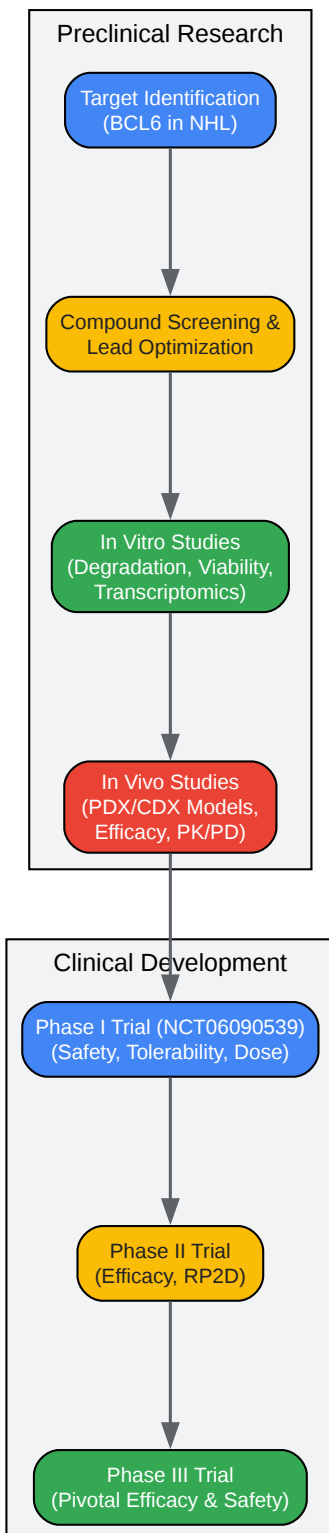 Preclinical Research
Target Identification
(BCL6 in NHL)
Compound Screening &
Lead Optimization
In Vitro Studies
(Degradation, Viability,
Transcriptomics)
In Vivo Studies
(PDX/CDX Models,
Efficacy, PK/PD)
Clinical Development
Phase I Trial (NCT06090539)
(Safety, Tolerability, Dose)
Phase II Trial
(Efficacy, RP2D)
Phase III Trial
(Pivotal Efficacy & Safety)